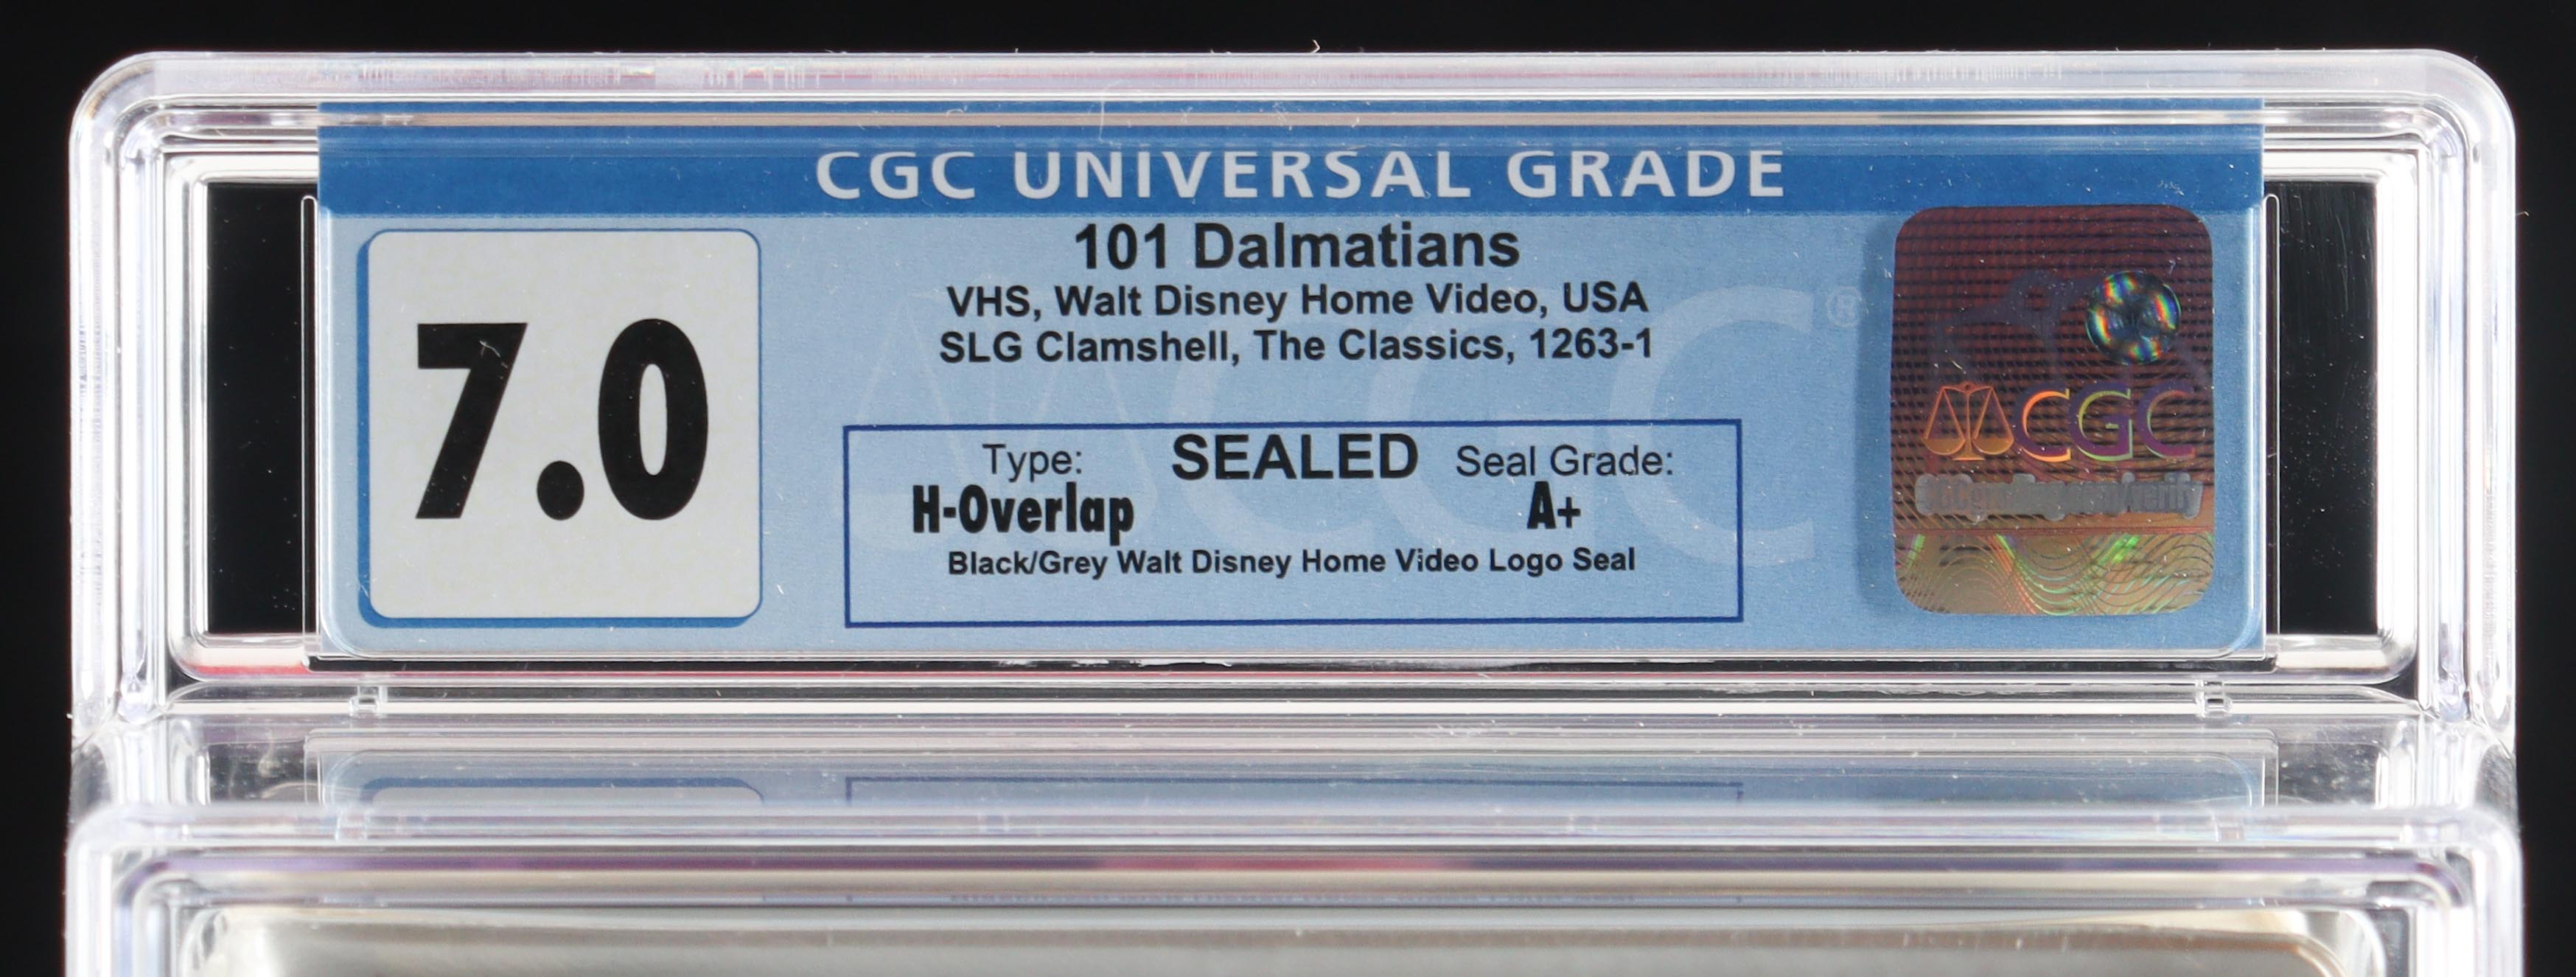 CGC UNIVERSAL GRADE
7.0
101 Dalmatians
VHS, Walt Disney Home Video, USA
SLG Clamshell, The Classics, 1263-1
®
Type: SEALED Seal Grade:
H-Overlap A+
Black/Grey Walt Disney Home Video Logo Seal
CGC
CGC